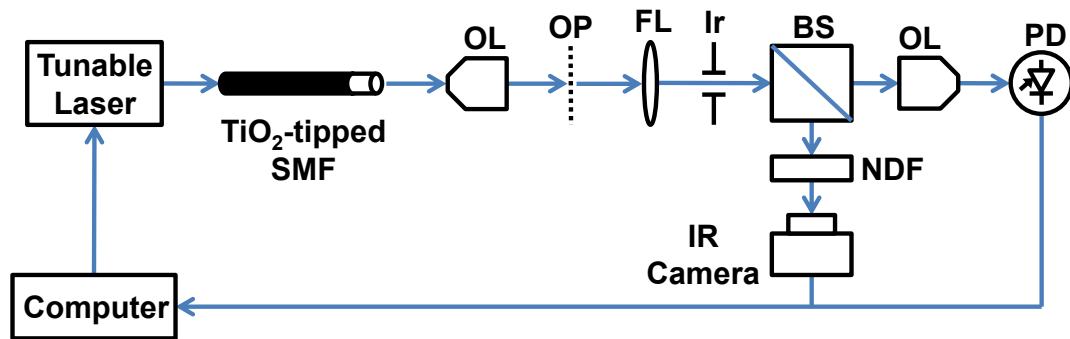 OL
OP
FL
Ir
BS
OL
PD
Tunable
Laser
TiO₂-tipped
SMF
NDF
IR
Camera
Computer